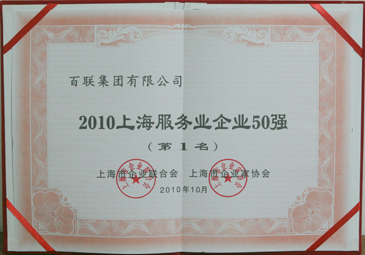 百联集团有限公司
2010上海服务业企业50强
（第1名）
上海市企业联合会 上海市企业家协会
2010年10月